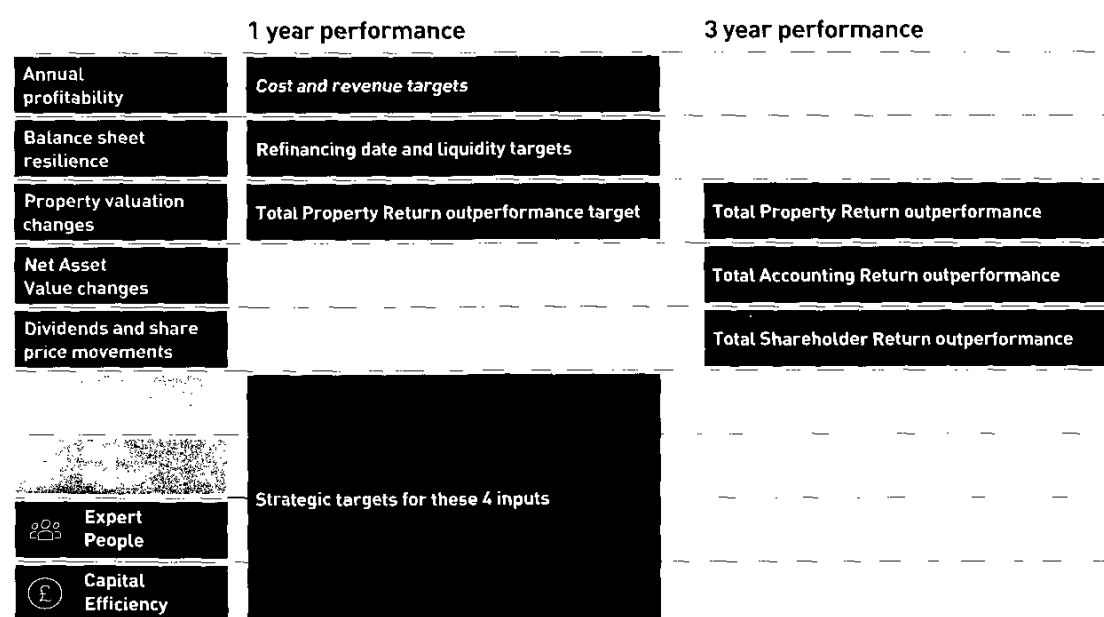 1 year performance
3 year performance
Annual
profitability
Cost and revenue targets
Balance sheet
resilience
Refinancing date and liquidity targets
Property valuation
changes
Total Property Return outperformance target
Total Property Return outperformance
Net Asset
Value changes
Total Accounting Return outperformance
Dividends and share
price movements
Total Shareholder Return outperformance
Strategic targets for these 4 inputs
Expert
People
£
Capital
Efficiency